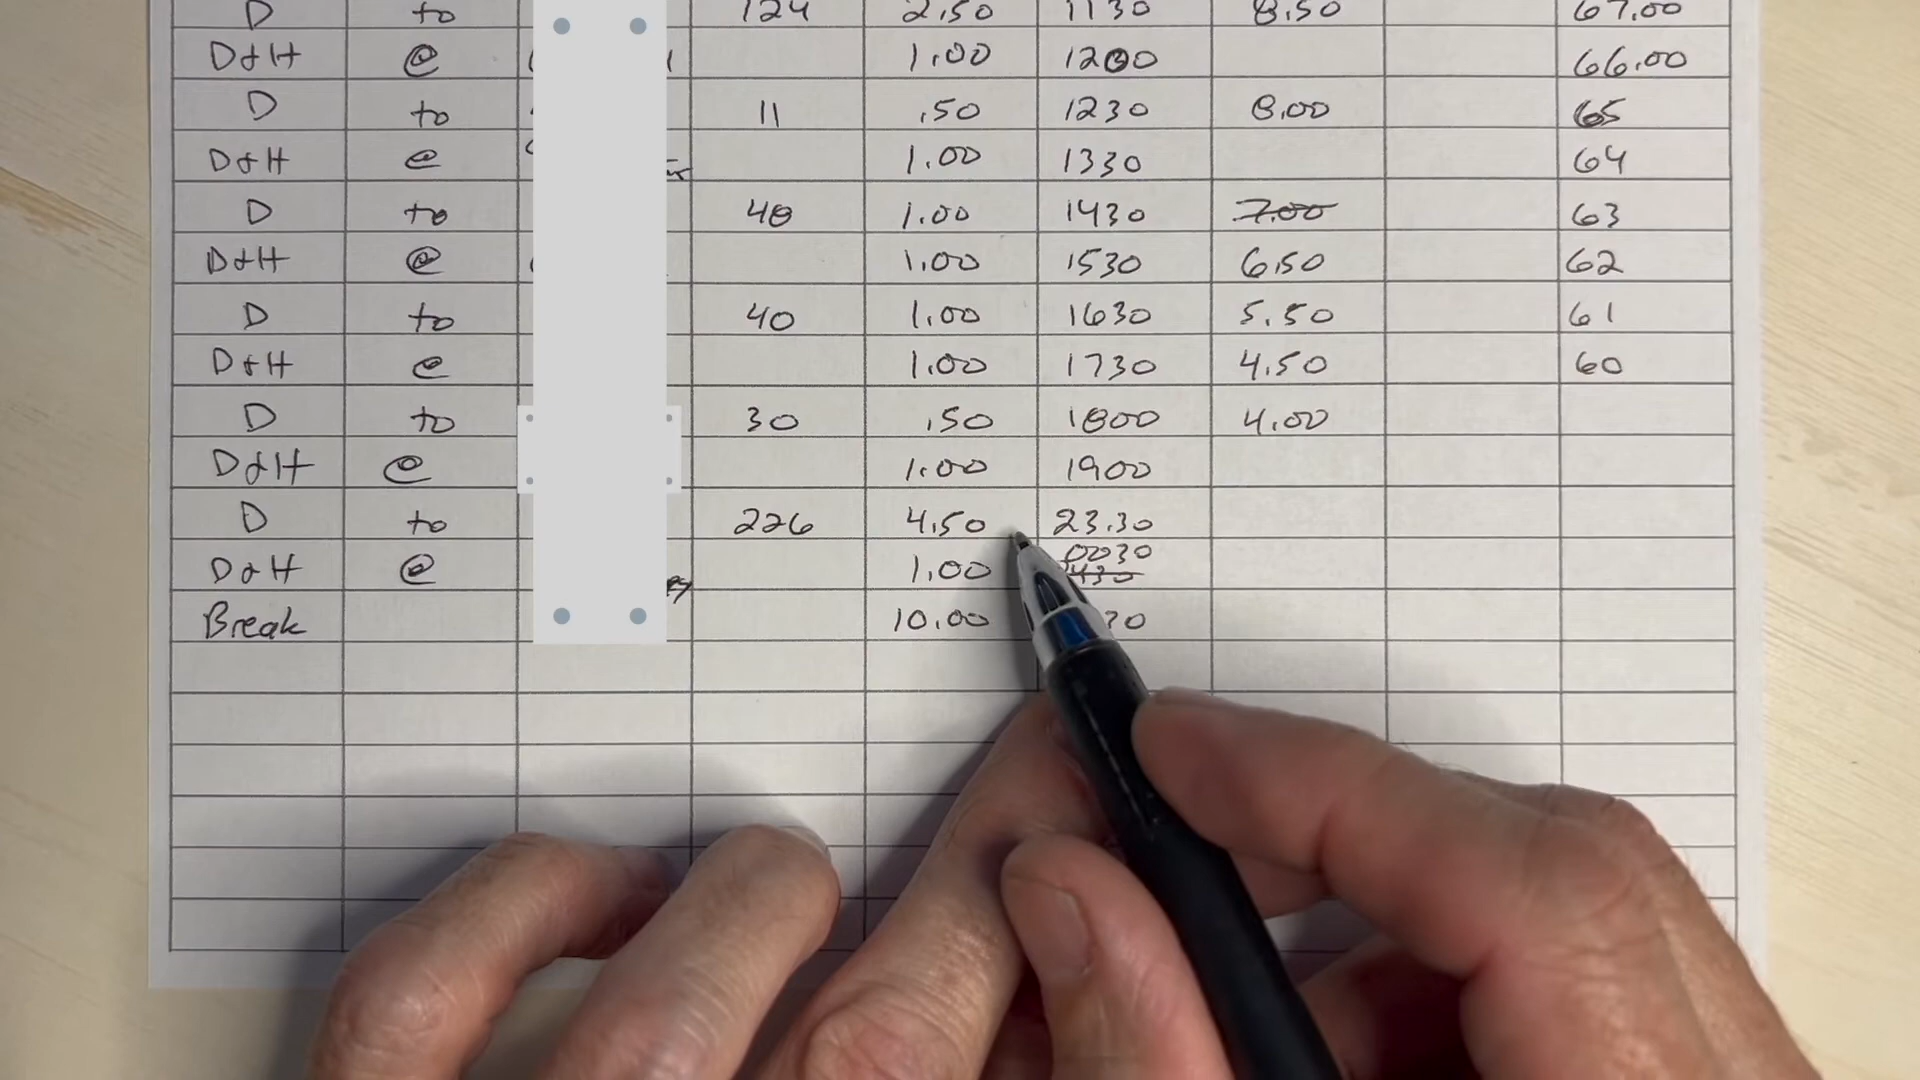 D to 124 2.50 1130 8.50 67.00
D&H @ 1.00 1200 66.00
D to 11 .50 1230 8.00 65
D&H @ 1.00 1330 64
D to 48 1.00 1430 7.00 63
D&H @ 1.00 1530 6.50 62
D to 40 1.00 1630 5.50 61
D&H @ 1.00 1730 4.50 60
D to 30 .50 1800 4.00
D&H @ 1.00 1900
D to 226 4.50 23.30
D&H @ 1.00 0030
Break 10.00